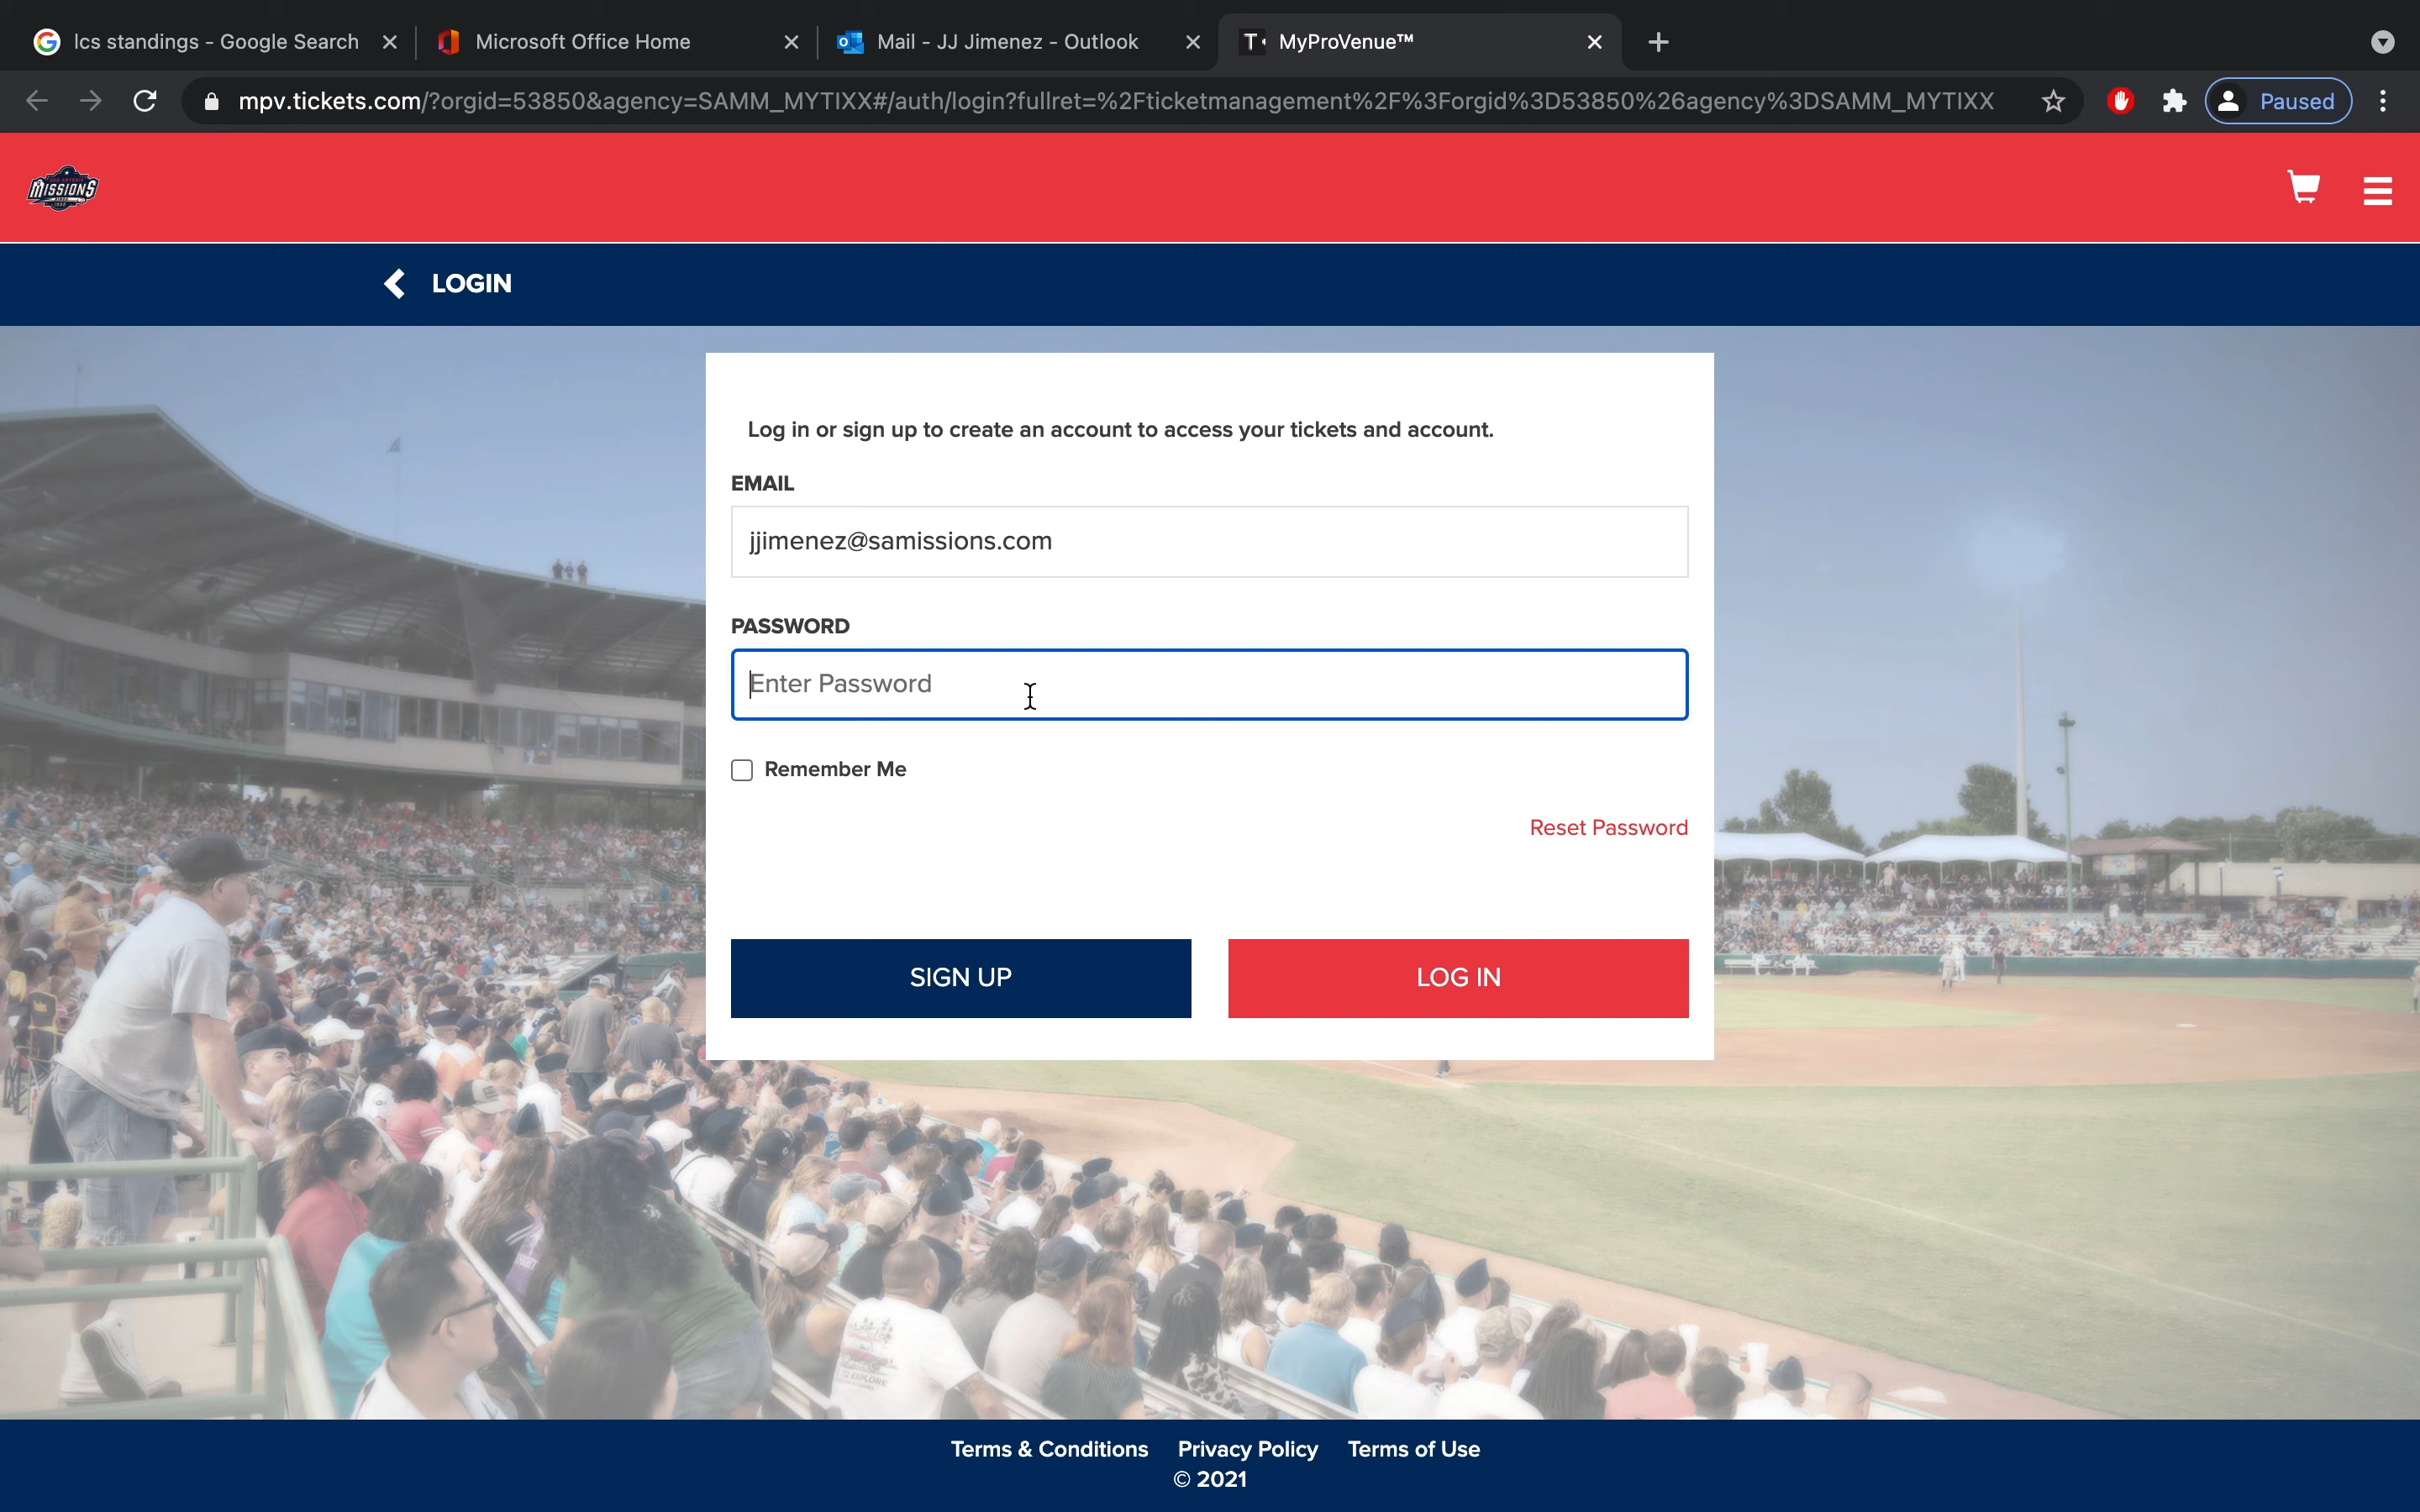 lcs standings - Google Search
Microsoft Office Home
Mail - JJ Jimenez - Outlook
MyProVenue™
mpv.tickets.com/?orgid=53850&agency=SAMM_MYTIXX#/auth/login?fullret=%2Fticketmanagement%2F%3Forgid%3D53850%26agency%3DSAMM_MYTIXX
Paused
MISSIONS
LOGIN
Log in or sign up to create an account to access your tickets and account.
EMAIL
jjimenez@samissions.com
PASSWORD
Enter Password
Remember Me
Reset Password
SIGN UP
LOG IN
Terms & Conditions Privacy Policy Terms of Use
© 2021